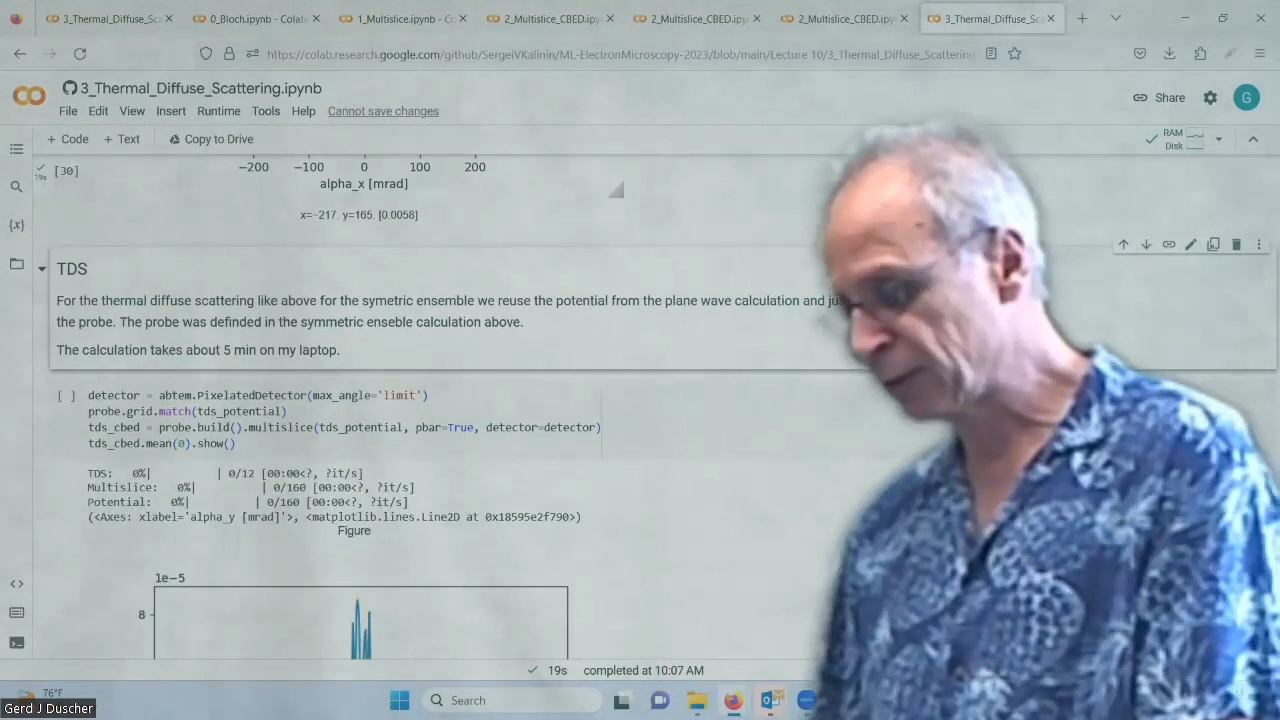 3_Thermal_Diffuse_Sca
0_Bloch.ipynb - Colab
1_Multislice.ipynb - Co
2_Multislice_CBED.ipy
2_Multislice_CBED.ipy
2_Multislice_CBED.ipy
3_Thermal_Diffuse_Sc
https://colab.research.google.com/github/SergeiVKalinin/ML-ElectronMicroscopy-2023/blob/main/Lecture 10/3_Thermal_Diffuse_Scattering
3_Thermal_Diffuse_Scattering.ipynb
File Edit View Insert Runtime Tools Help Cannot save changes
Share
G
+ Code + Text Copy to Drive
RAM
Disk
19s [30]
−200 −100 0 100 200
alpha_x [mrad]
x=−217. y=165. [0.0058]
{x}
TDS
For the thermal diffuse scattering like above for the symetric ensemble we reuse the potential from the plane wave calculation and
the probe. The probe was definded in the symmetric enseble calculation above.
The calculation takes about 5 min on my laptop.
[ ] detector = abtem.PixelatedDetector(max_angle='limit')
probe.grid.match(tds_potential)
tds_cbed = probe.build().multislice(tds_potential, pbar=True, detector=detector)
tds_cbed.mean(0).show()
TDS: 0%| | 0/12 [00:00<?, ?it/s]
Multislice: 0%| | 0/160 [00:00<?, ?it/s]
Potential: 0%| | 0/160 [00:00<?, ?it/s]
(<Axes: xlabel='alpha_y [mrad]'>, <matplotlib.lines.Line2D at 0x18595e2f790>)
Figure
1e−5
8
19s completed at 10:07 AM
76°F
Search
Gerd J Duscher